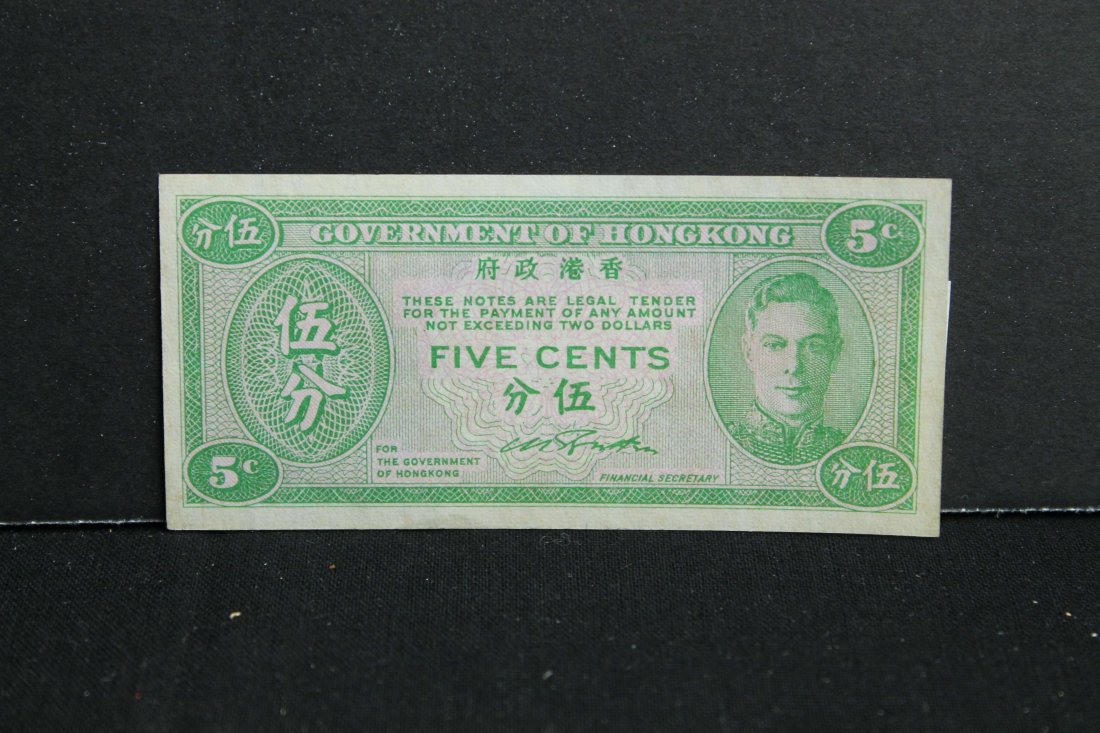 分伍
GOVERNMENT OF HONGKONG
5C
府政港香
THESE NOTES ARE LEGAL TENDER
FOR THE PAYMENT OF ANY AMOUNT
NOT EXCEEDING TWO DOLLARS
伍
分
FIVE CENTS
分伍
FOR
THE GOVERNMENT
OF HONGKONG
FINANCIAL SECRETARY
5C
分伍